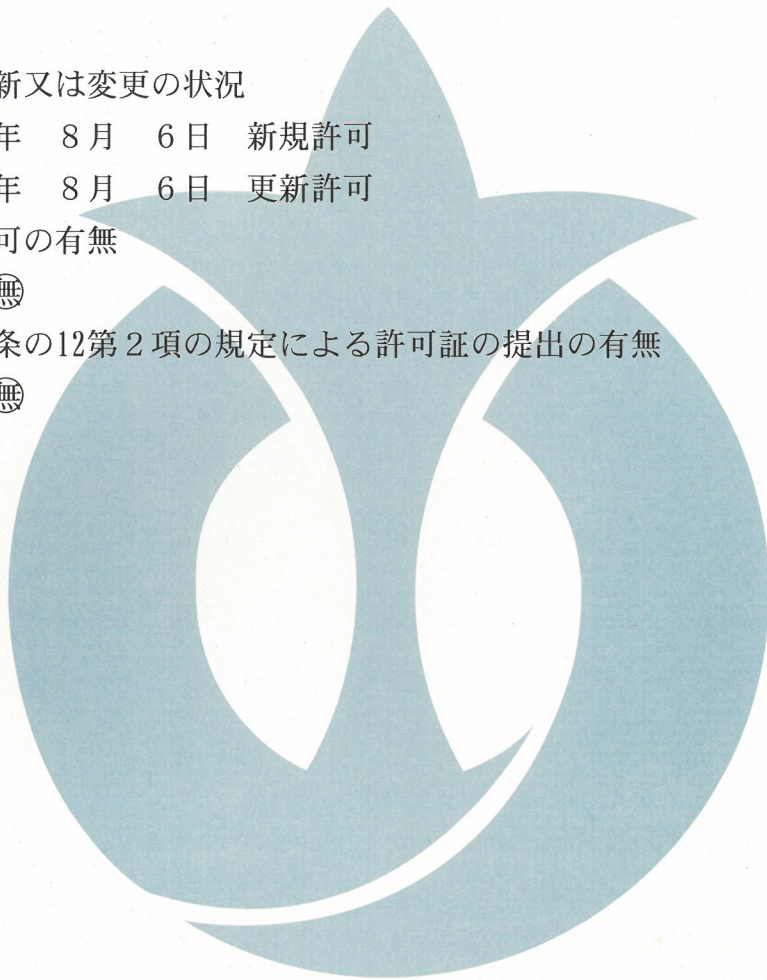 新又は変更の状況
年　８月　６日　新規許可
年　８月　６日　更新許可
可の有無
㊒無
条の12第２項の規定による許可証の提出の有無
無